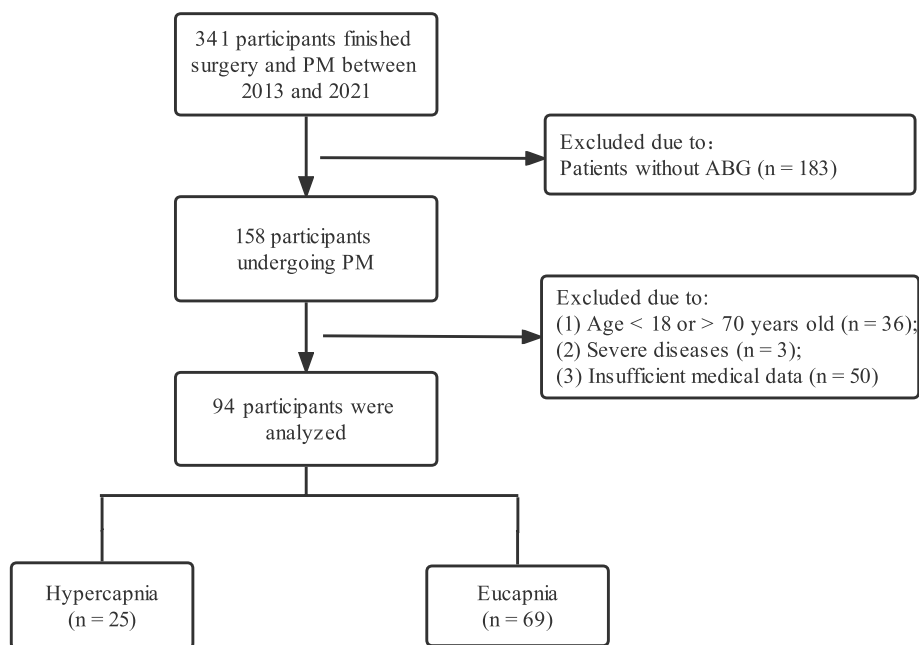 341 participants finished
surgery and PM between
2013 and 2021
Excluded due to:
Patients without ABG (n = 183)
158 participants
undergoing PM
Excluded due to:
(1) Age < 18 or > 70 years old (n = 36);
(2) Severe diseases (n = 3);
(3) Insufficient medical data (n = 50)
94 participants were
analyzed
Hypercapnia
(n = 25)
Eucapnia
(n = 69)